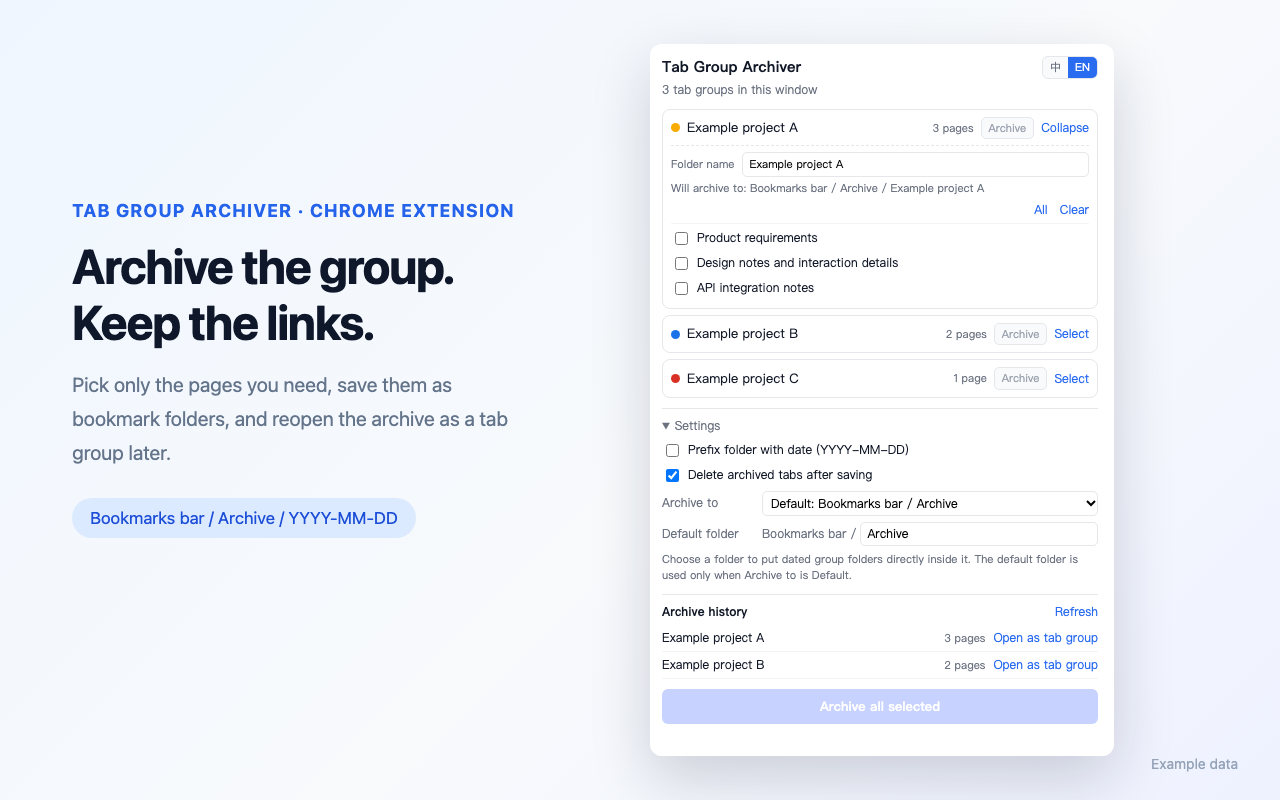 TAB GROUP ARCHIVER · CHROME EXTENSION
Archive the group.
Keep the links.
Pick only the pages you need, save them as
bookmark folders, and reopen the archive as a tab
group later.
Bookmarks bar / Archive / YYYY-MM-DD
Tab Group Archiver
中 EN
3 tab groups in this window
Example project A 3 pages Archive Collapse
Folder name Example project A
Will archive to: Bookmarks bar / Archive / Example project A
All Clear
Product requirements
Design notes and interaction details
API integration notes
Example project B 2 pages Archive Select
Example project C 1 page Archive Select
▼ Settings
Prefix folder with date (YYYY-MM-DD)
Delete archived tabs after saving
Archive to Default: Bookmarks bar / Archive
Default folder Bookmarks bar / Archive
Choose a folder to put dated group folders directly inside it. The default folder is
used only when Archive to is Default.
Archive history Refresh
Example project A 3 pages Open as tab group
Example project B 2 pages Open as tab group
Archive all selected
Example data